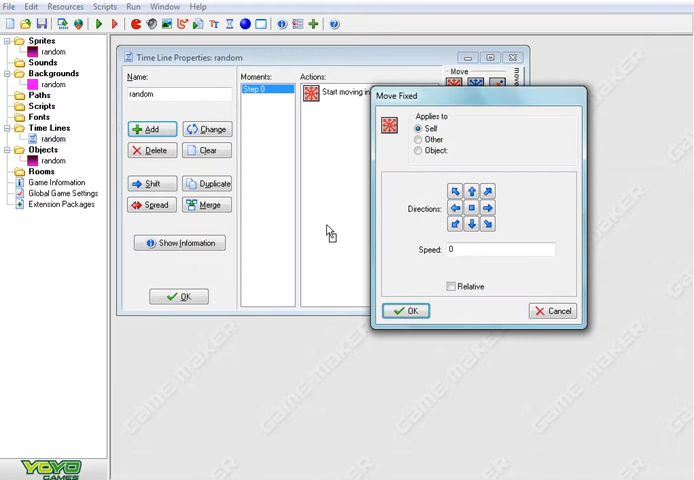 File Edit Resources Scripts Run Window Help
Sprites
random
Sounds
Backgrounds
random
Paths
Scripts
Fonts
Time Lines
random
Objects
random
Rooms
Game Information
Global Game Settings
Extension Packages
Time Line Properties: random
Name:
random
Add
Change
Delete
Clear
Shift
Duplicate
Spread
Merge
Show Information
OK
Moments:
Step 0
Actions:
Start moving in
Move
move
Move Fixed
Applies to
Self
Other
Object:
Directions:
Speed: 0
Relative
OK
Cancel
GAME MAKER
YOYO
GAMES